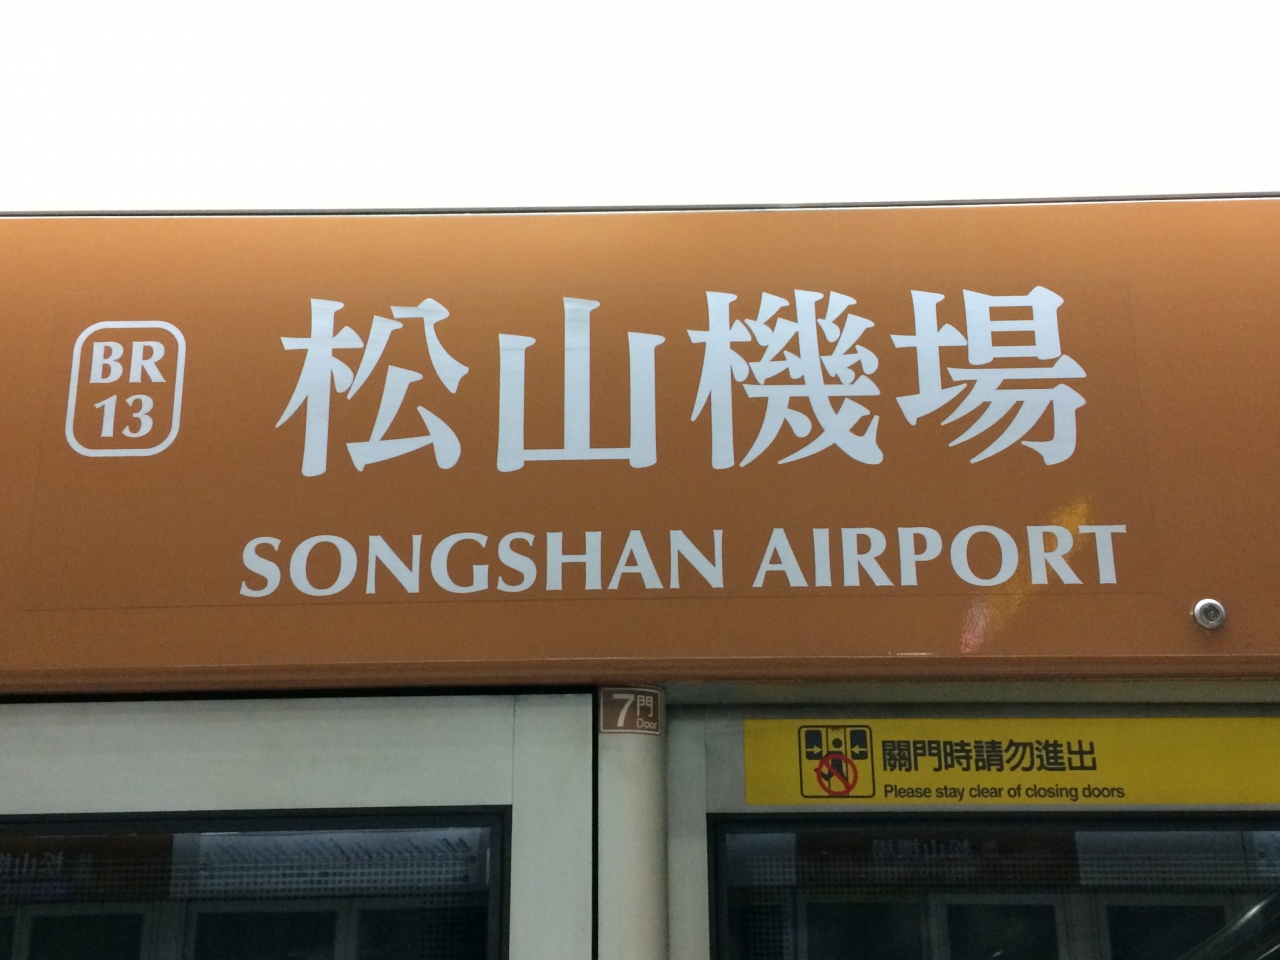 BR
13
松山機場
SONGSHAN AIRPORT
7門
Door
關門時請勿進出
Please stay clear of closing doors